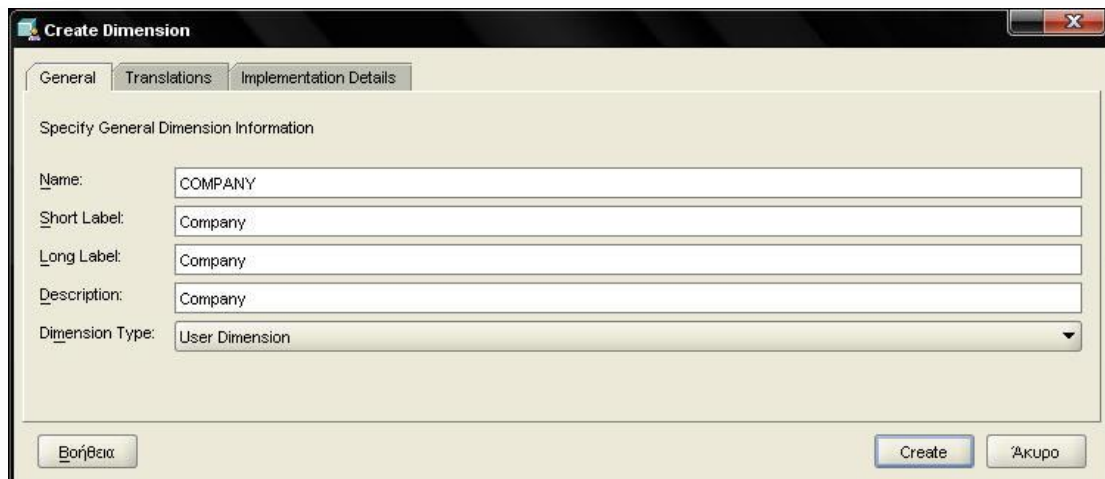 Create Dimension
General Translations Implementation Details
Specify General Dimension Information
Name: COMPANY
Short Label: Company
Long Label: Company
Description: Company
Dimension Type: User Dimension
Βοήθεια Create Άκυρο